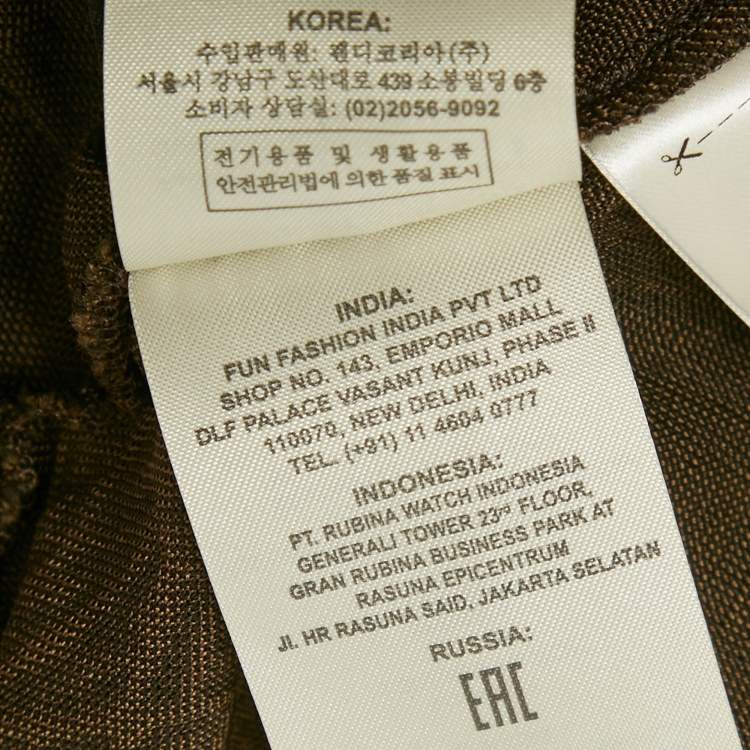 KOREA:
수입판매원: 펜디코리아(주)
서울시 강남구 도산대로 439 소봉빌딩 6층
소비자 상담실: (02)2056-9092
전기용품 및 생활용품
안전관리법에 의한 품질 표시
INDIA:
FUN FASHION INDIA PVT LTD
SHOP NO. 143, EMPORIO MALL
DLF PALACE VASANT KUNJ, PHASE II
110070, NEW DELHI, INDIA
TEL. (+91) 11 4604 0777
INDONESIA:
PT. RUBINA WATCH INDONESIA
GENERALI TOWER 23rd FLOOR,
GRAN RUBINA BUSINESS PARK AT
RASUNA EPICENTRUM
Jl. HR RASUNA SAID, JAKARTA SELATAN
RUSSIA:
EAC